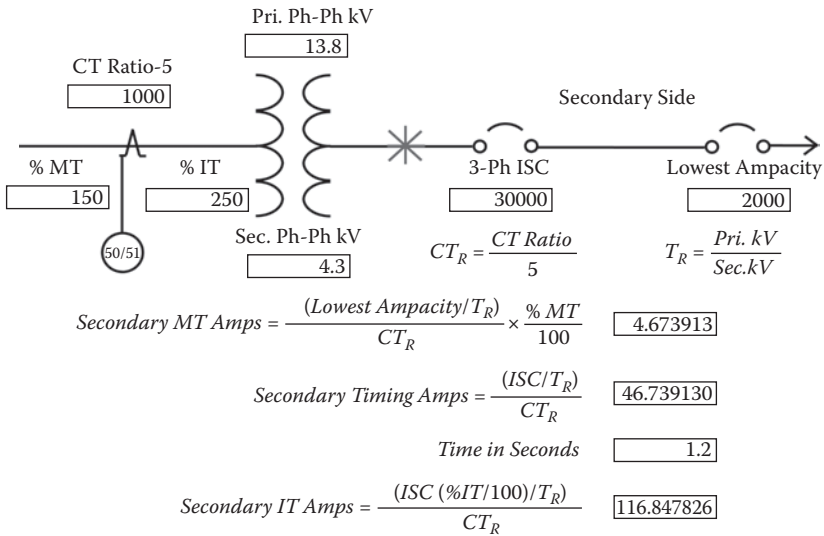 Pri. Ph-Ph kV
13.8
CT Ratio-5
1000
Secondary Side
% MT
150
% IT
250
3-Ph ISC
30000
Lowest Ampacity
2000
50/51
Sec. Ph-Ph kV
4.3
CT_R = CT Ratio / 5
T_R = Pri. kV / Sec.kV
Secondary MT Amps = (Lowest Ampacity/T_R) / CT_R × % MT / 100
4.673913
Secondary Timing Amps = (ISC/T_R) / CT_R
46.739130
Time in Seconds
1.2
Secondary IT Amps = (ISC (%IT/100)/T_R) / CT_R
116.847826